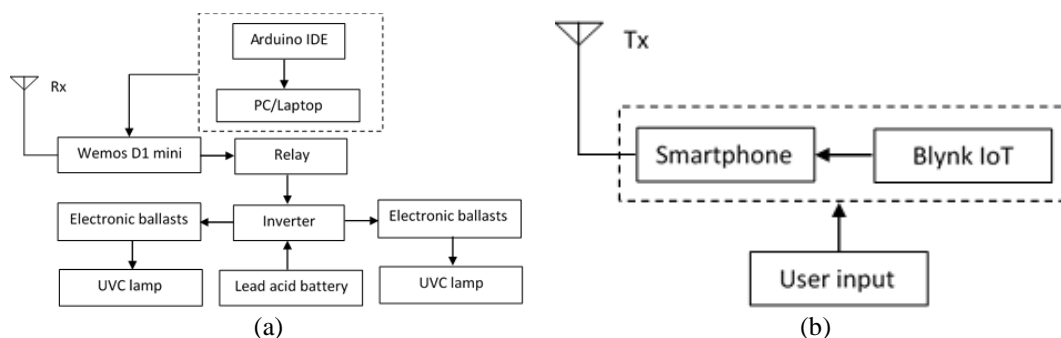 Arduino IDE
PC/Laptop
Rx
Wemos D1 mini
Relay
Electronic ballasts
Inverter
Electronic ballasts
UVC lamp
Lead acid battery
UVC lamp
(a)
Tx
Smartphone
Blynk IoT
User input
(b)